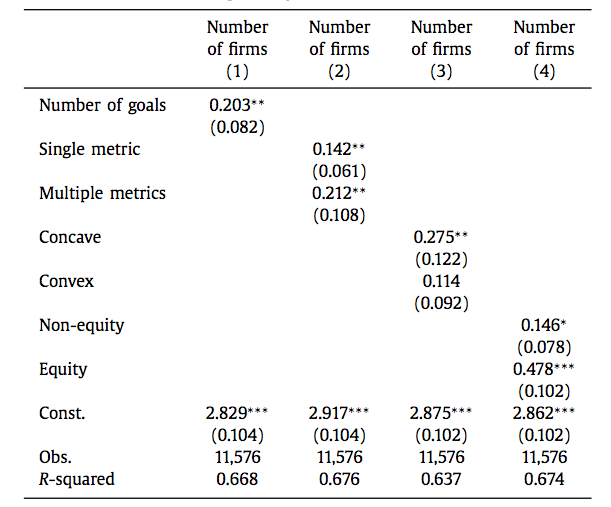 Number Number Number Number
of firms of firms of firms of firms
(1) (2) (3) (4)
Number of goals 0.203**
(0.082)
Single metric 0.142**
(0.061)
Multiple metrics 0.212**
(0.108)
Concave 0.275**
(0.122)
Convex 0.114
(0.092)
Non-equity 0.146*
(0.078)
Equity 0.478***
(0.102)
Const. 2.829*** 2.917*** 2.875*** 2.862***
(0.104) (0.104) (0.102) (0.102)
Obs. 11,576 11,576 11,576 11,576
R-squared 0.668 0.676 0.637 0.674